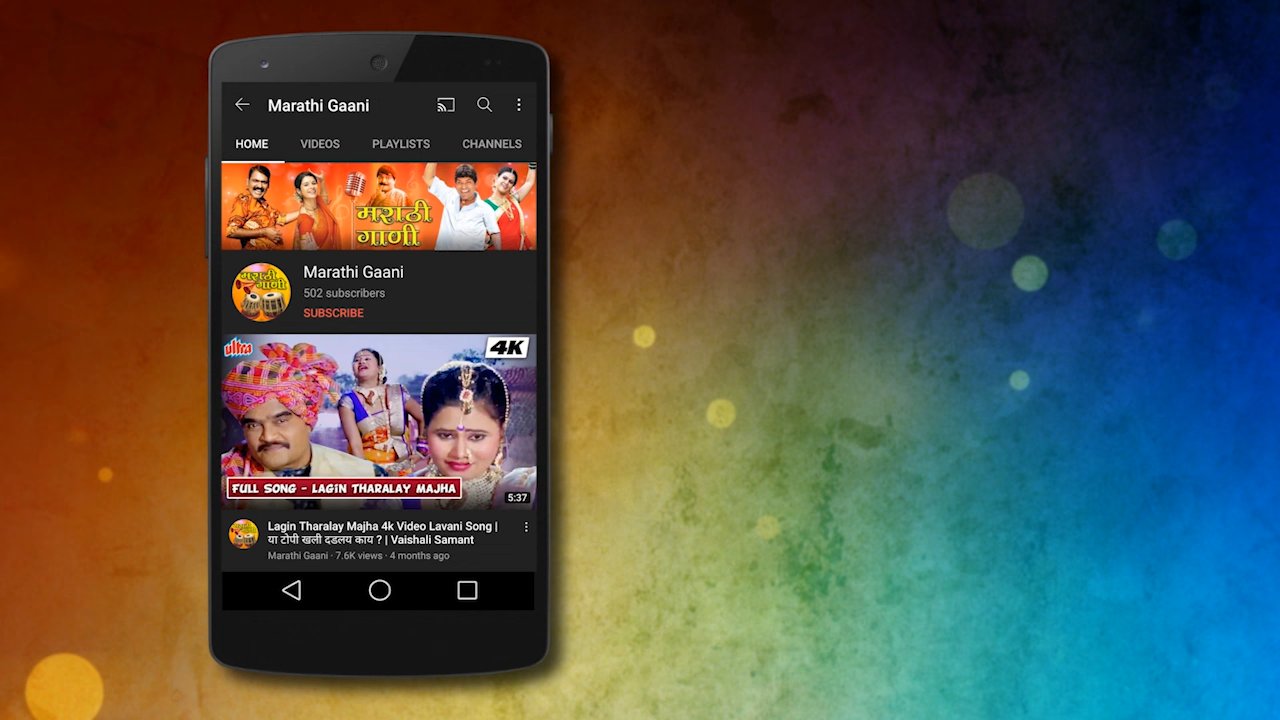 Marathi Gaani
HOME VIDEOS PLAYLISTS CHANNELS
मराठी
गाणी
मराठी
गाणी
Marathi Gaani
502 subscribers
SUBSCRIBE
ultra
4K
FULL SONG - LAGIN THARALAY MAJHA
5:37
Lagin Tharalay Majha 4k Video Lavani Song |
या टोपी खली दडलय काय ? | Vaishali Samant
Marathi Gaani · 7.6K views · 4 months ago